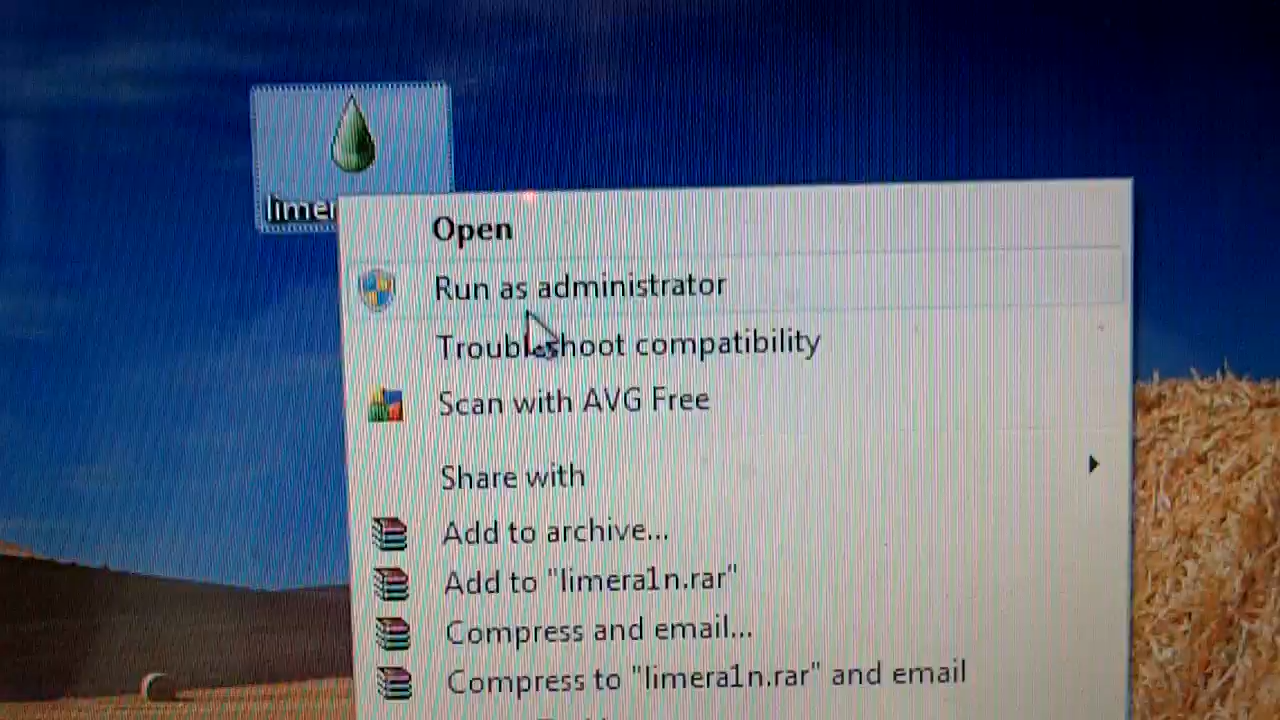 limer
Open
Run as administrator
Troubleshoot compatibility
Scan with AVG Free
Share with
Add to archive...
Add to "limera1n.rar"
Compress and email...
Compress to "limera1n.rar" and email